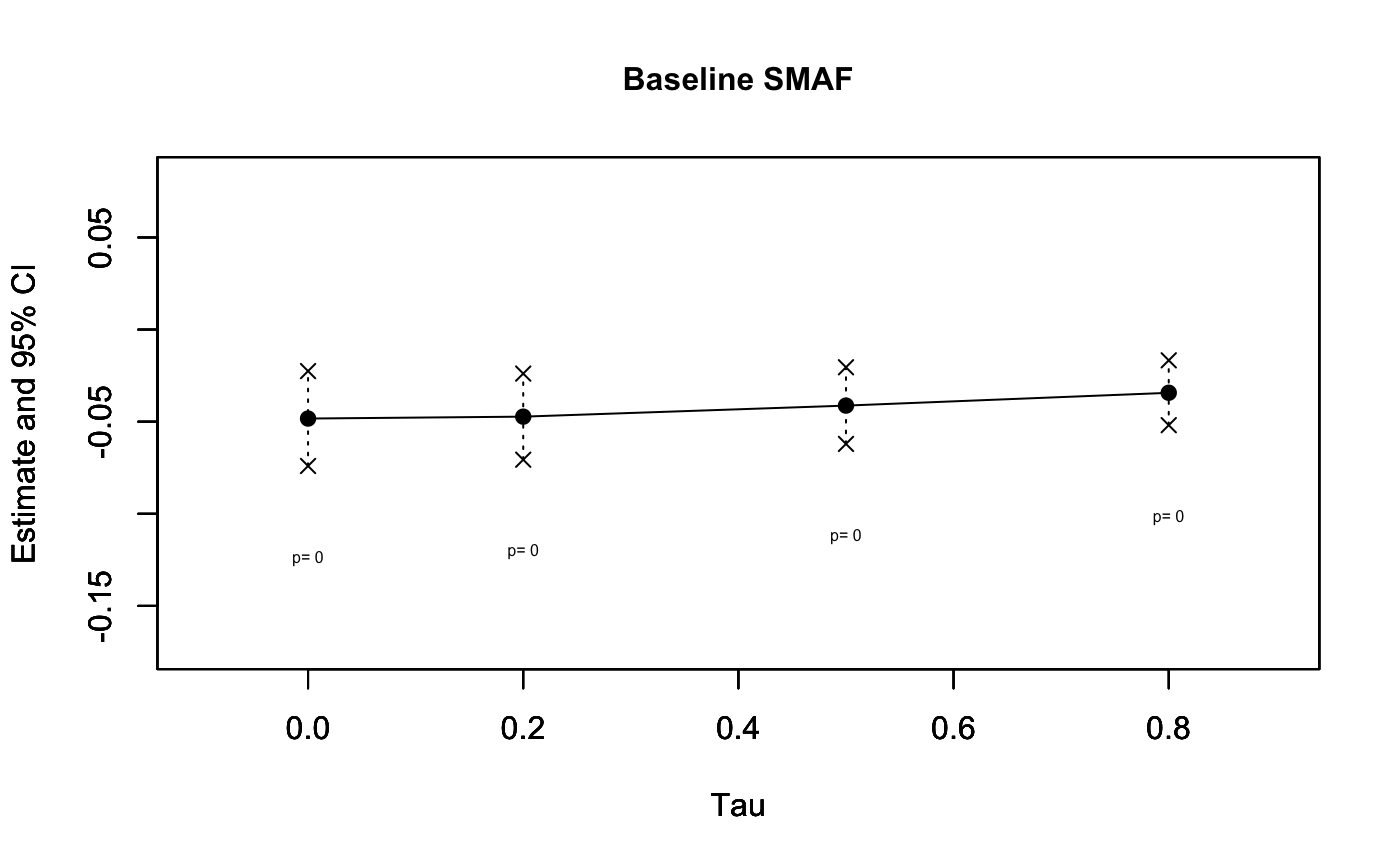 Baseline SMAF
Estimate and 95% CI
0.05
-0.05
-0.15
p= 0
p= 0
p= 0
p= 0
0.0
0.2
0.4
0.6
0.8
Tau